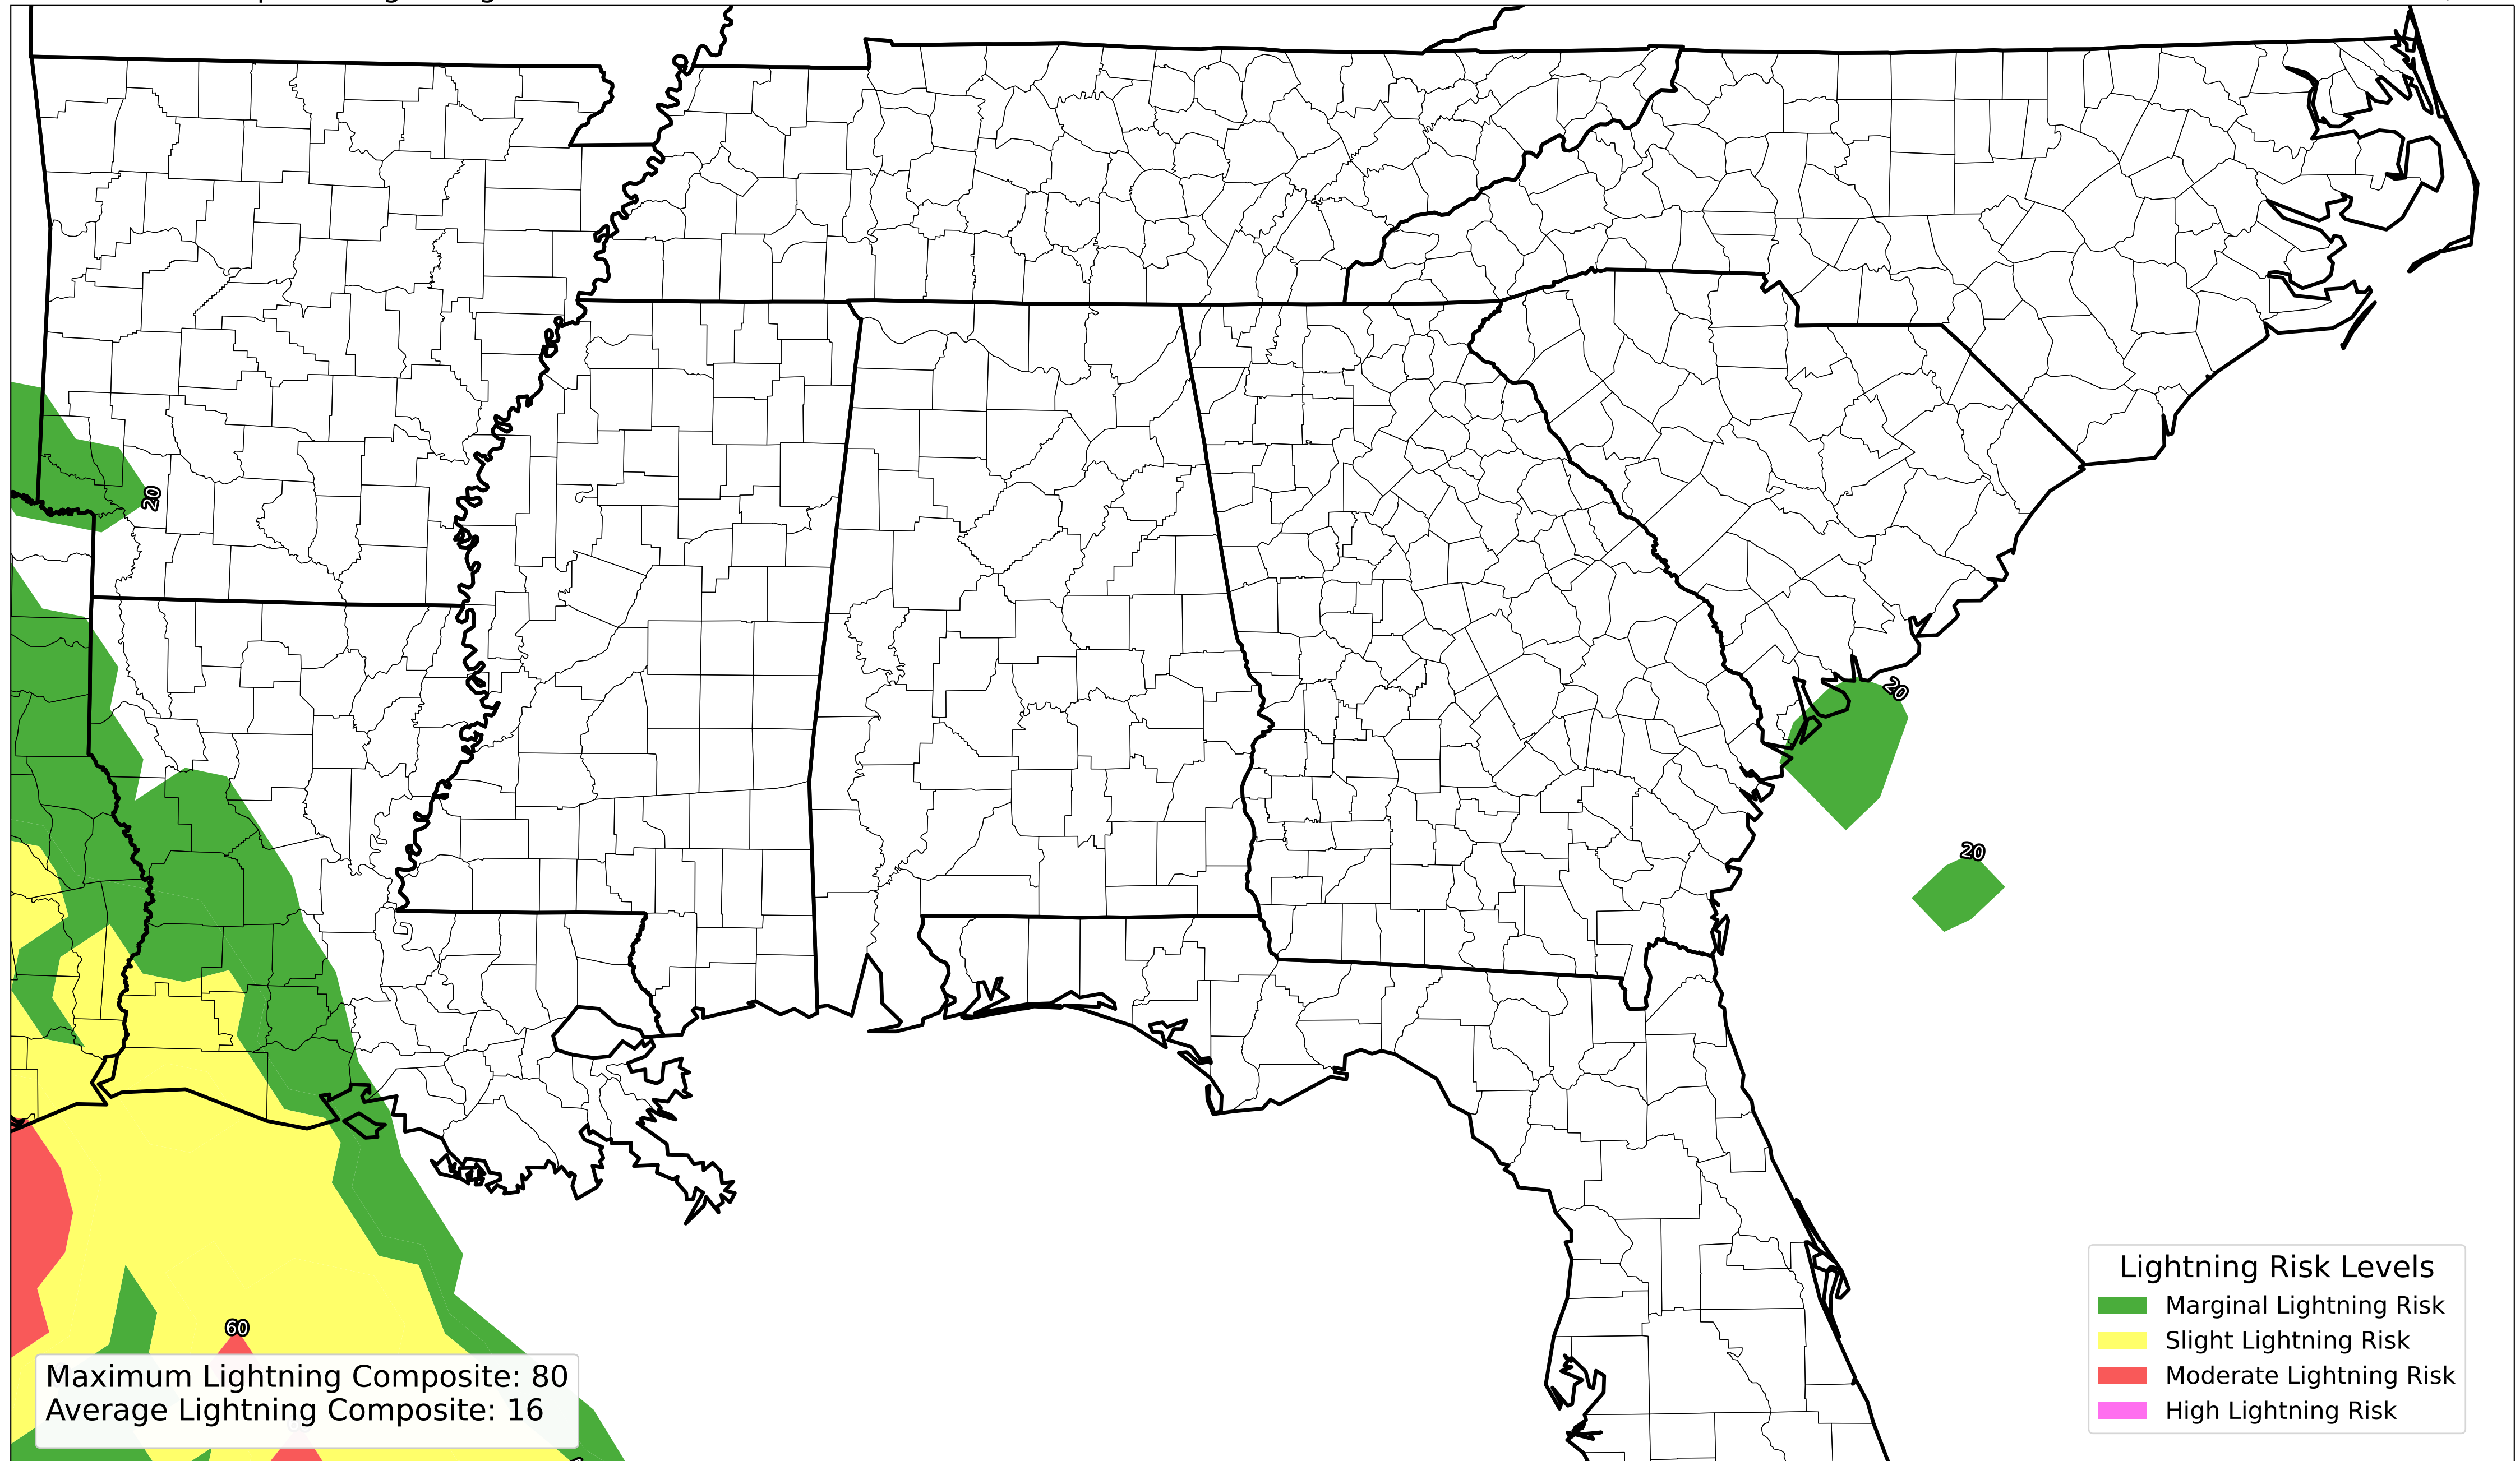 20
20
20
60
Maximum Lightning Composite: 80
Average Lightning Composite: 16
Lightning Risk Levels
Marginal Lightning Risk
Slight Lightning Risk
Moderate Lightning Risk
High Lightning Risk